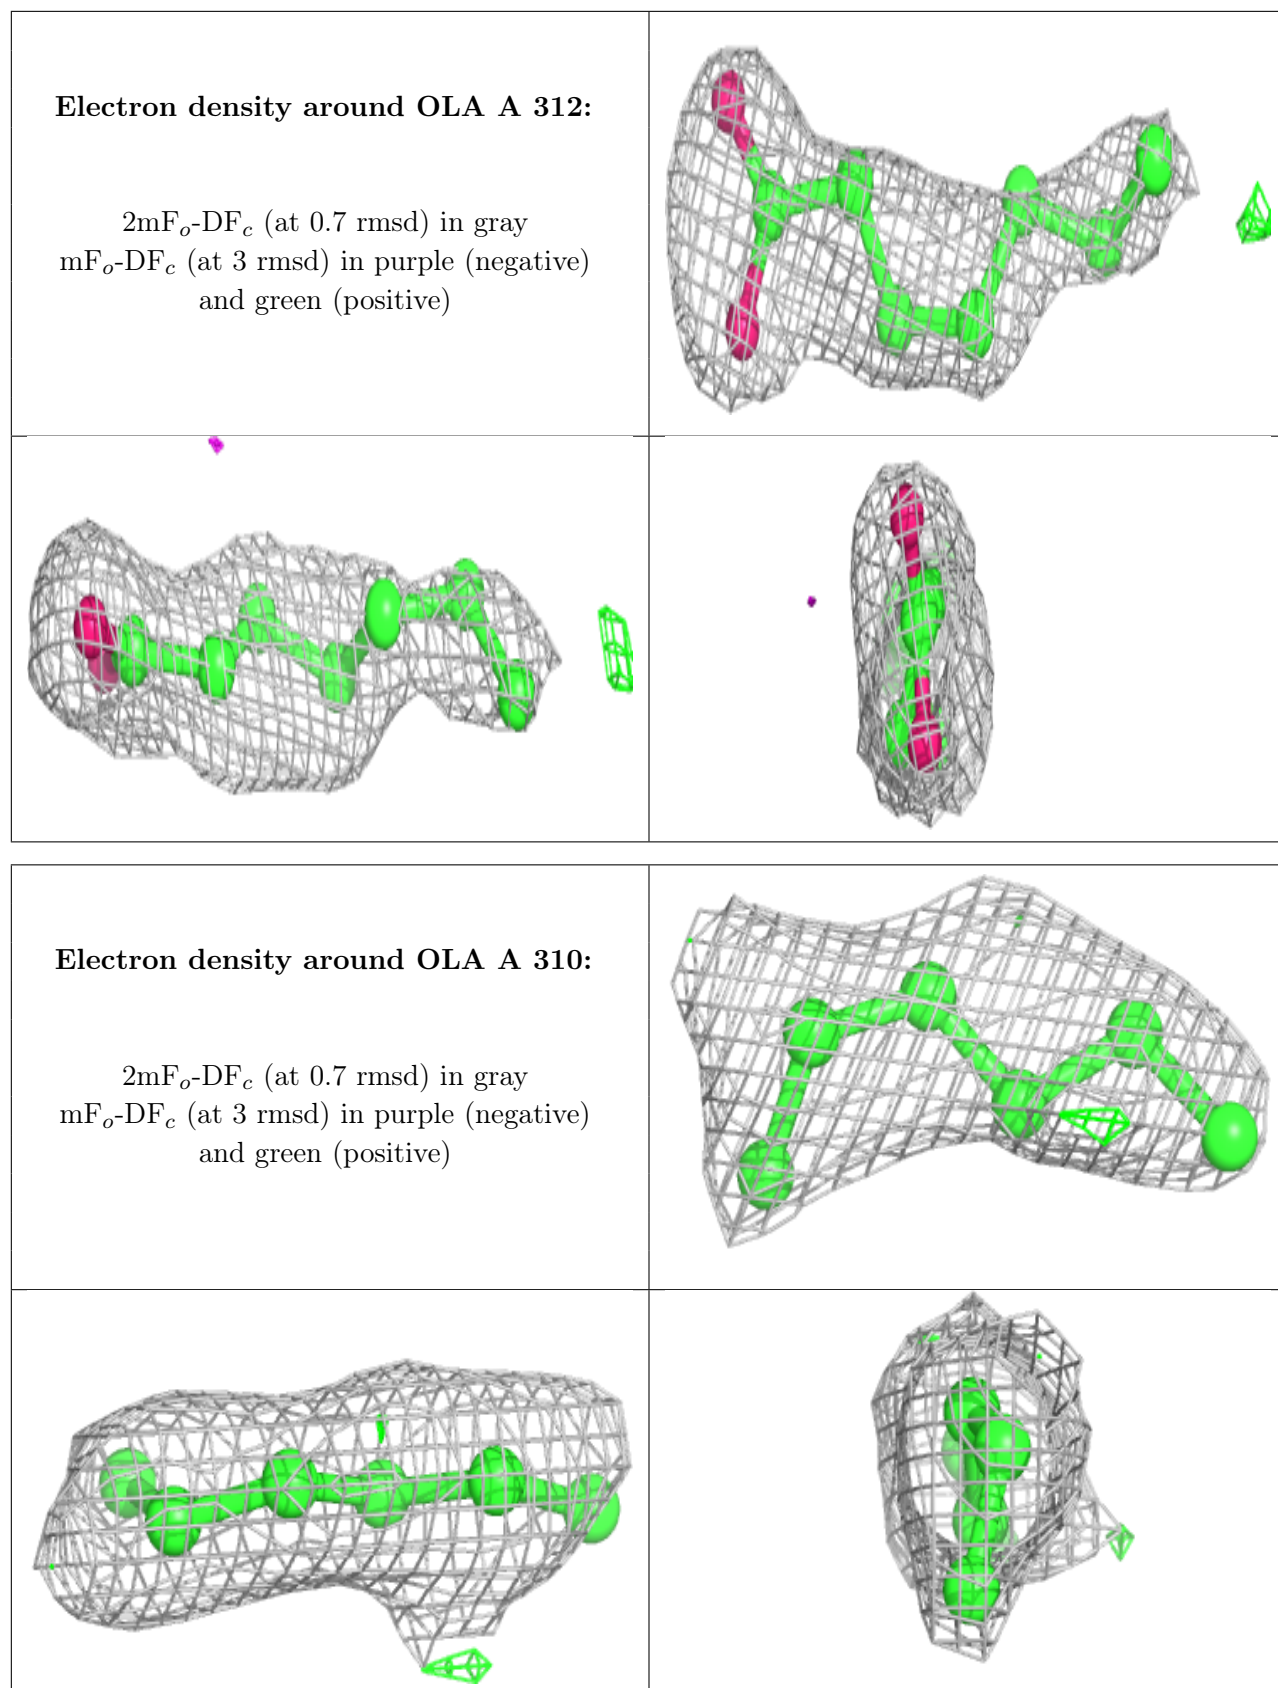 Electron density around OLA A 312:
2mFo-DFc (at 0.7 rmsd) in gray
mFo-DFc (at 3 rmsd) in purple (negative)
and green (positive)
Electron density around OLA A 310:
2mFo-DFc (at 0.7 rmsd) in gray
mFo-DFc (at 3 rmsd) in purple (negative)
and green (positive)